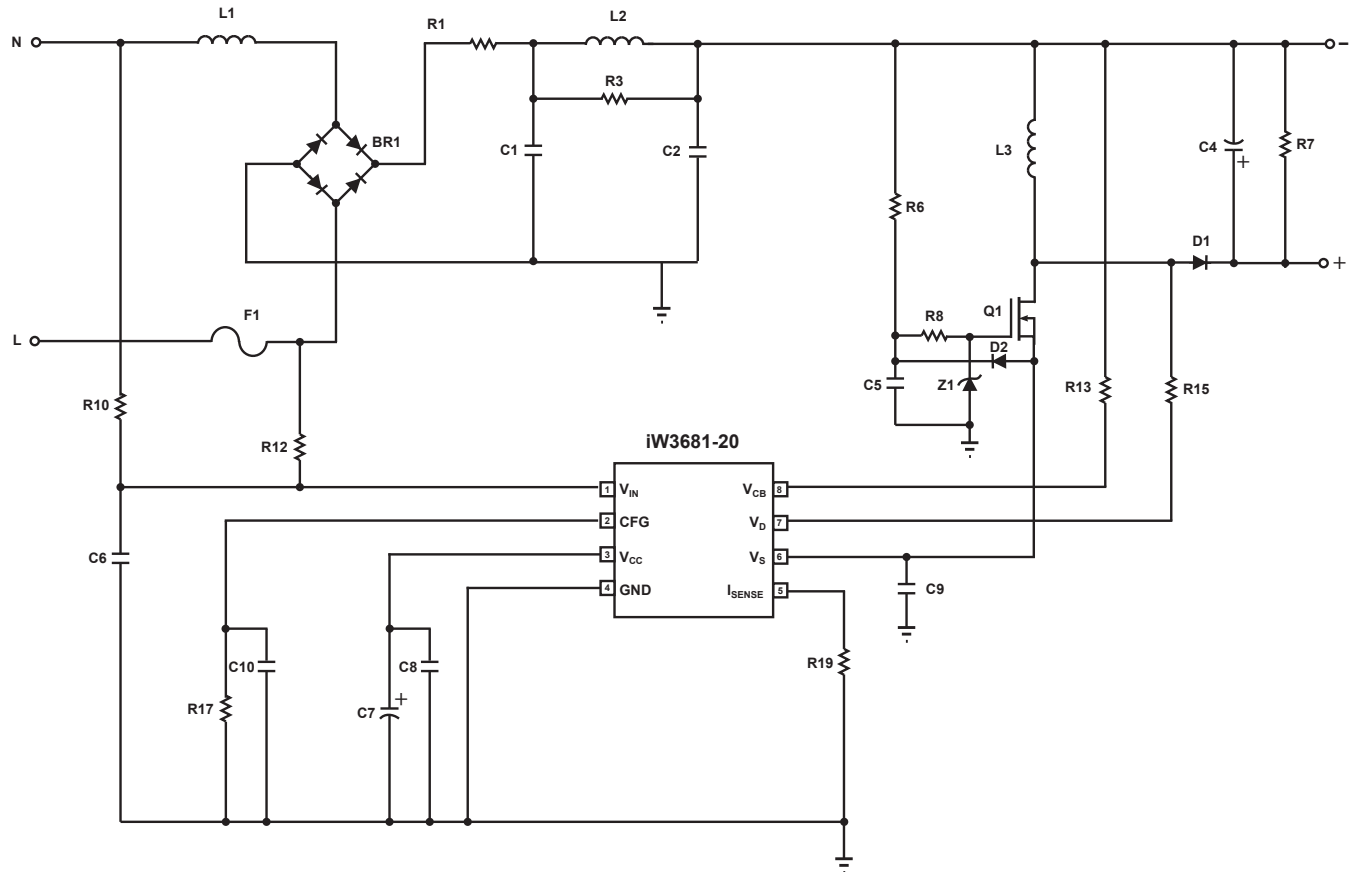 L1
L2
R1
N
-
R3
BR1
C1
C2
L3
C4
R7
+
R6
D1
+
F1
R8
Q1
L
D2
C5
Z1
R10
R13
R15
R12
iW3681-20
1 VIN
VCB 8
2 CFG
VD 7
3 VCC
VS 6
4 GND
ISENSE 5
C6
C9
C10
C8
R19
R17
C7
+